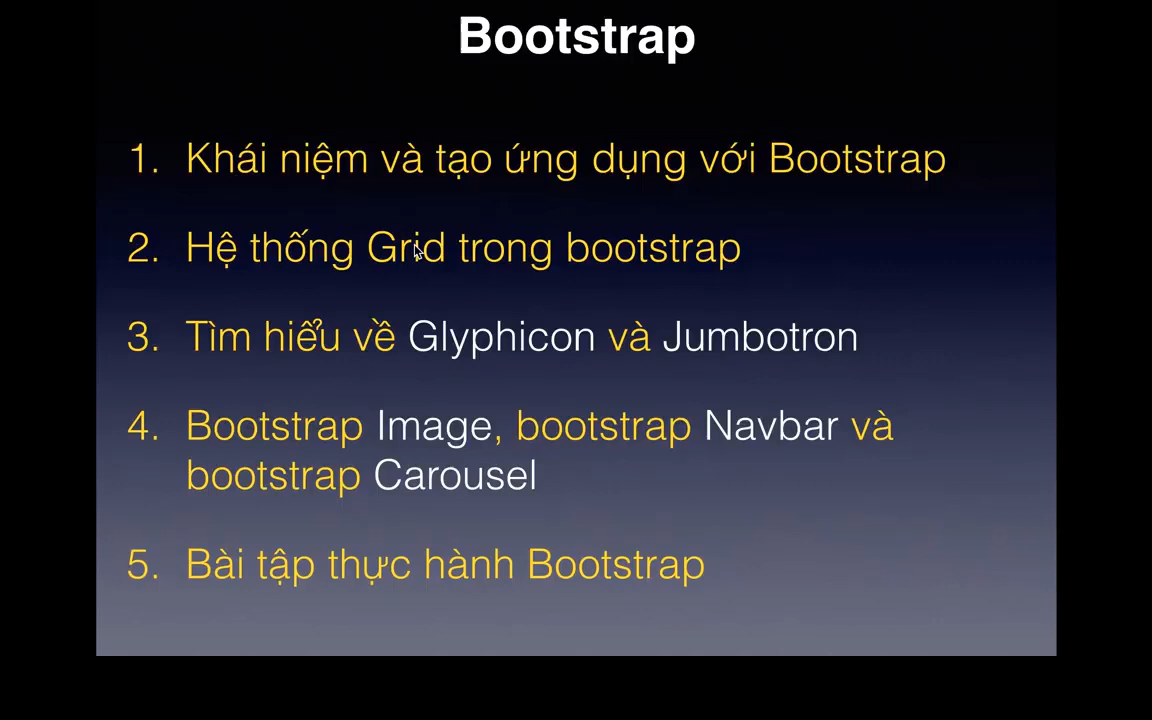 Bootstrap
1. Khái niệm và tạo ứng dụng với Bootstrap
2. Hệ thống Grid trong bootstrap
3. Tìm hiểu về Glyphicon và Jumbotron
4. Bootstrap Image, bootstrap Navbar và
bootstrap Carousel
5. Bài tập thực hành Bootstrap